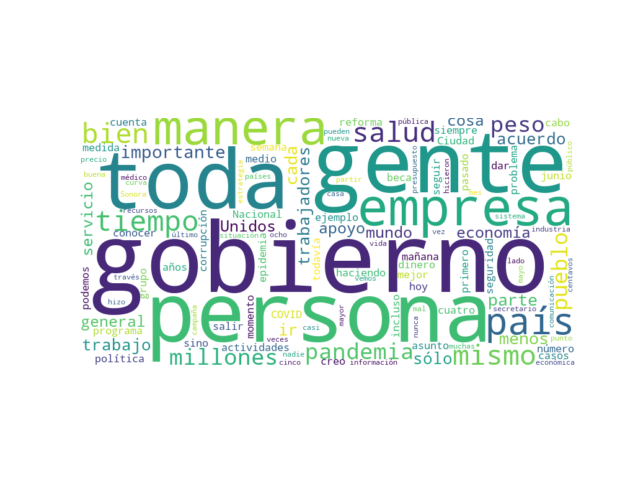 cuenta manera reforma pública cosa peso cabo
bien salud pueden siempre
nueva Ciudad acuerdo
medida importante semana toda gente
precio cada medio
buena médico países estrategia
curva trabajadores
servicio Sonora casa beca
presupuesto hicieron seguir pasado dar problema junio público
tiempo recursos Nacional ejemplo empresa
conocer corrupción Unidos apoyo mundo economía sistema industria
situación ocho vida vez
gobierno
podemos años epidemia todavía haciendo mañana primero seguridad lado pueblo
través grupo vemos dinero mejor hoy mayo mes comunicación centavos
hizo persona secretario país
general campaña COVID incluso cuatro parte
programa salir momento ir casi mayor mal nunca muchas menos punto
trabajo sino veces pandemia asunto sólo mismo número
política actividades nadie millones cinco creo información casos económica
último partir